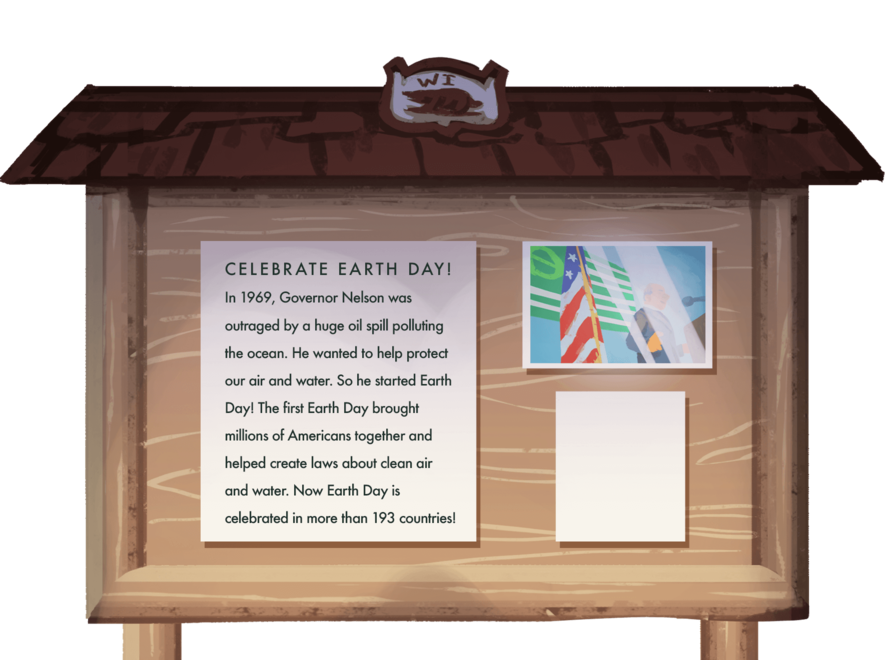 WI
CELEBRATE EARTH DAY!
In 1969, Governor Nelson was
outraged by a huge oil spill polluting
the ocean. He wanted to help protect
our air and water. So he started Earth
Day! The first Earth Day brought
millions of Americans together and
helped create laws about clean air
and water. Now Earth Day is
celebrated in more than 193 countries!